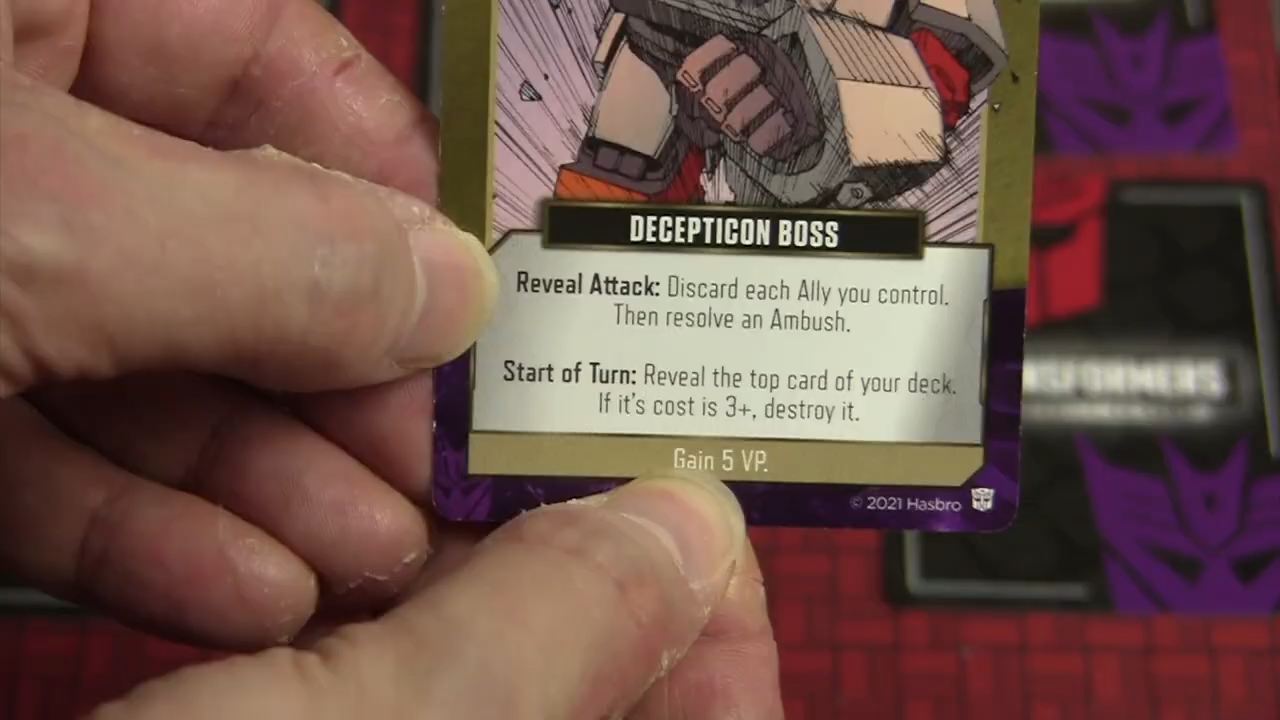 DECEPTICON BOSS
Reveal Attack: Discard each Ally you control.
Then resolve an Ambush.
Start of Turn: Reveal the top card of your deck.
If it's cost is 3+, destroy it.
Gain 5 VP.
© 2021 Hasbro